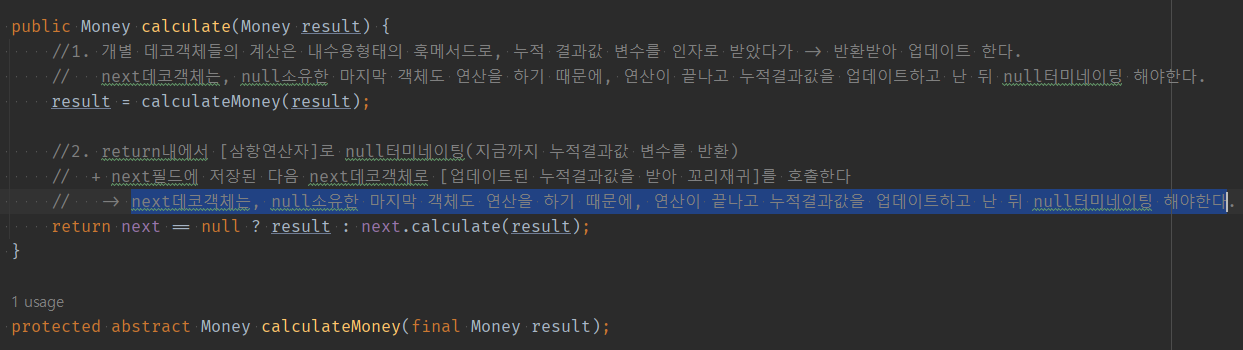 public Money calculate(Money result) {
//1. 개별 데코객체들의 계산은 내수용형태의 훅메서드로, 누적 결과값 변수를 인자로 받았다가 -> 반환받아 업데이트 한다.
//   next데코객체는, null소유한 마지막 객체도 연산을 하기 때문에, 연산이 끝나고 누적결과값을 업데이트하고 난 뒤 null터미네이팅 해야한다.
result = calculateMoney(result);
//2. return내에서 [삼항연산자]로 null터미네이팅(지금까지 누적결과값 변수를 반환)
//  + next필드에 저장된 다음 next데코객체로 [업데이트된 누적결과값을 받아 꼬리재귀]를 호출한다
//   -> next데코객체는, null소유한 마지막 객체도 연산을 하기 때문에, 연산이 끝나고 누적결과값을 업데이트하고 난 뒤 null터미네이팅 해야한다.
return next == null ? result : next.calculate(result);
}
1 usage
protected abstract Money calculateMoney(final Money result);